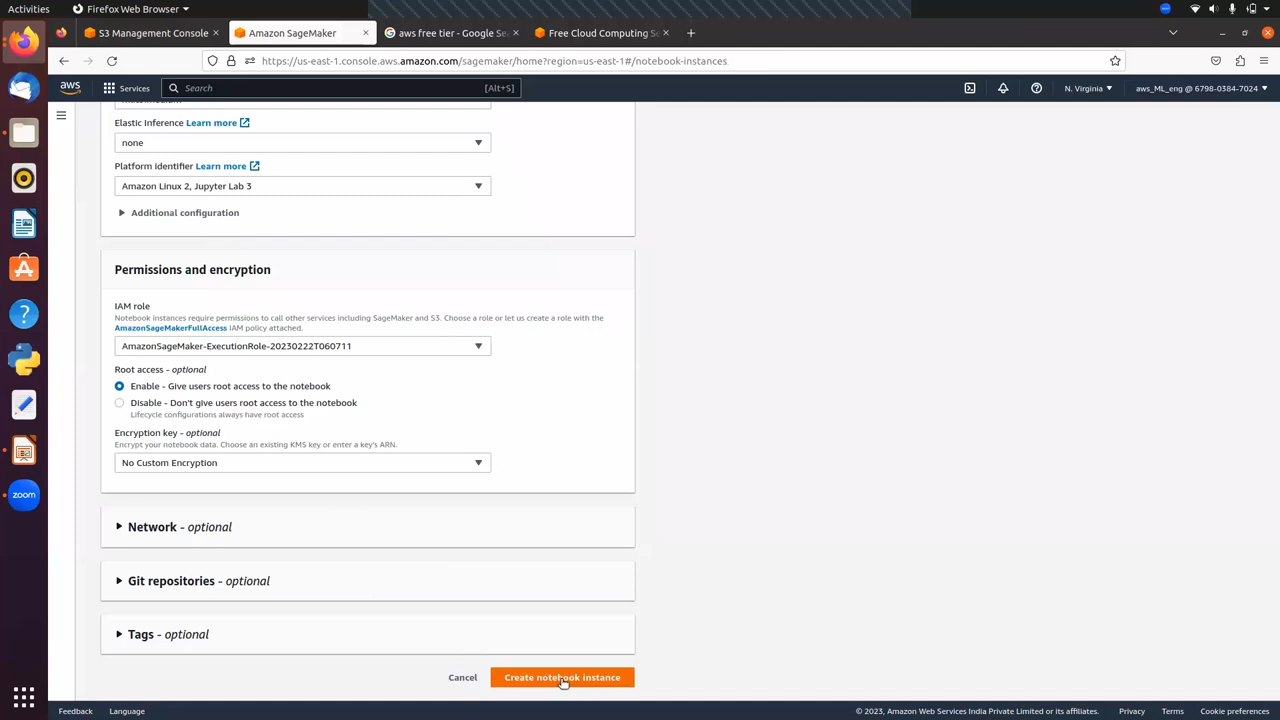 Activities
Firefox Web Browser
S3 Management Console
Amazon SageMaker
aws free tier - Google Se
Free Cloud Computing Se
https://us-east-1.console.aws.amazon.com/sagemaker/home?region=us-east-1#/notebook-instances
aws
Services
Search
[Alt+S]
N. Virginia
aws_ML_eng @ 6798-0384-7024
Elastic Inference Learn more
none
Platform identifier Learn more
Amazon Linux 2, Jupyter Lab 3
Additional configuration
Permissions and encryption
IAM role
Notebook instances require permissions to call other services including SageMaker and S3. Choose a role or let us create a role with the
AmazonSageMakerFullAccess IAM policy attached.
AmazonSageMaker-ExecutionRole-20230222T060711
Root access - optional
Enable - Give users root access to the notebook
Disable - Don't give users root access to the notebook
Lifecycle configurations always have root access
Encryption key - optional
Encrypt your notebook data. Choose an existing KMS key or enter a key's ARN.
No Custom Encryption
Network - optional
Git repositories - optional
Tags - optional
Cancel
Create notebook instance
zoom
Feedback
Language
© 2023, Amazon Web Services India Private Limited or its affiliates.
Privacy
Terms
Cookie preferences